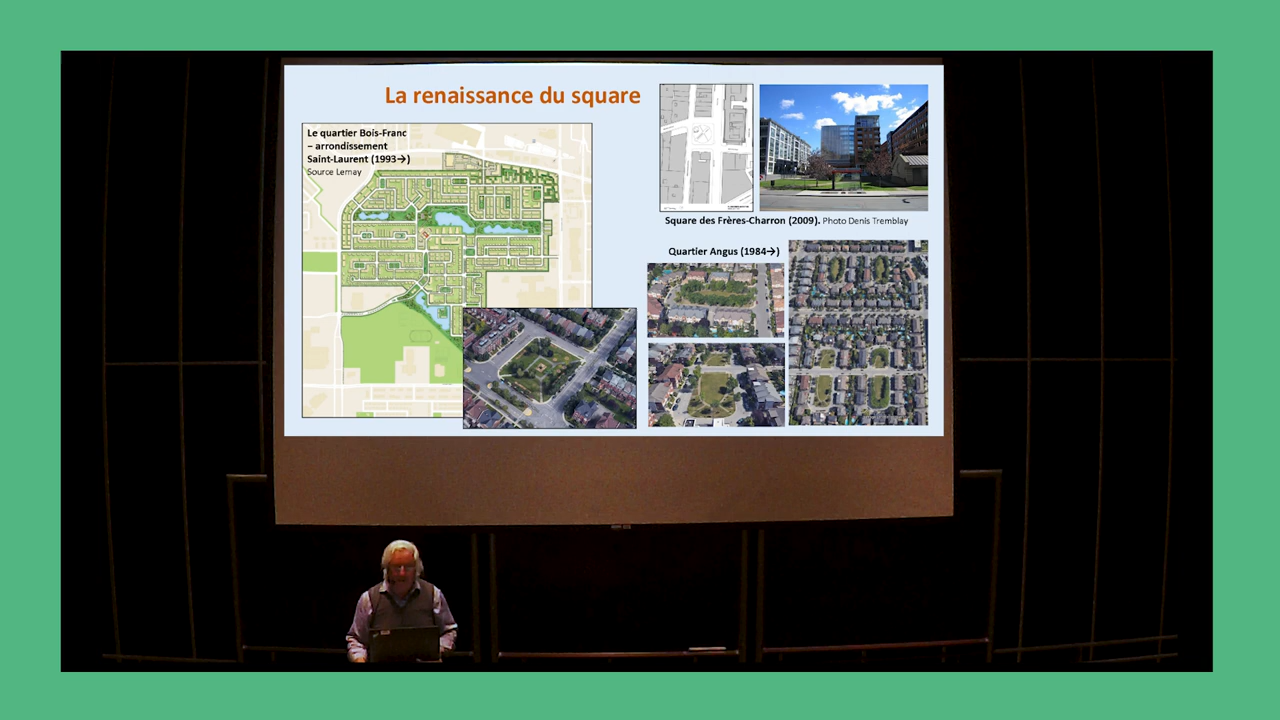 La renaissance du square
Le quartier Bois-Franc
– arrondissement
Saint-Laurent (1993→)
Source Lemay
Square des Frères-Charron (2009). Photo Denis Tremblay
Quartier Angus (1984→)